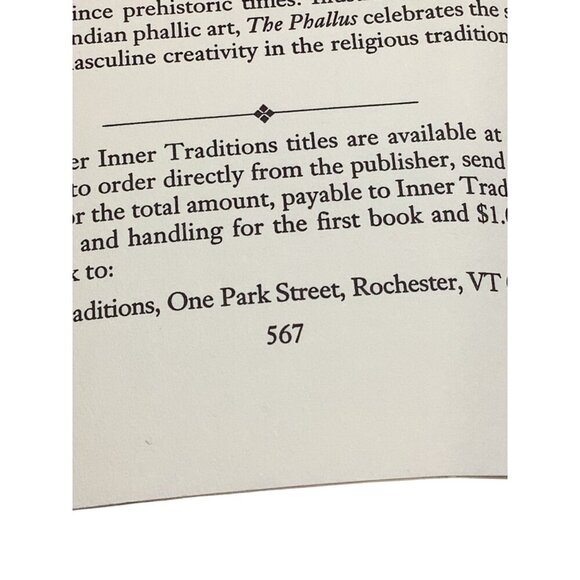 ince prehistoric times.
ndian phallic art, The Phallus celebrates the s
asculine creativity in the religious tradition
er Inner Traditions titles are available at
to order directly from the publisher, send
r the total amount, payable to Inner Trad
and handling for the first book and $1.
k to:
aditions, One Park Street, Rochester, VT
567